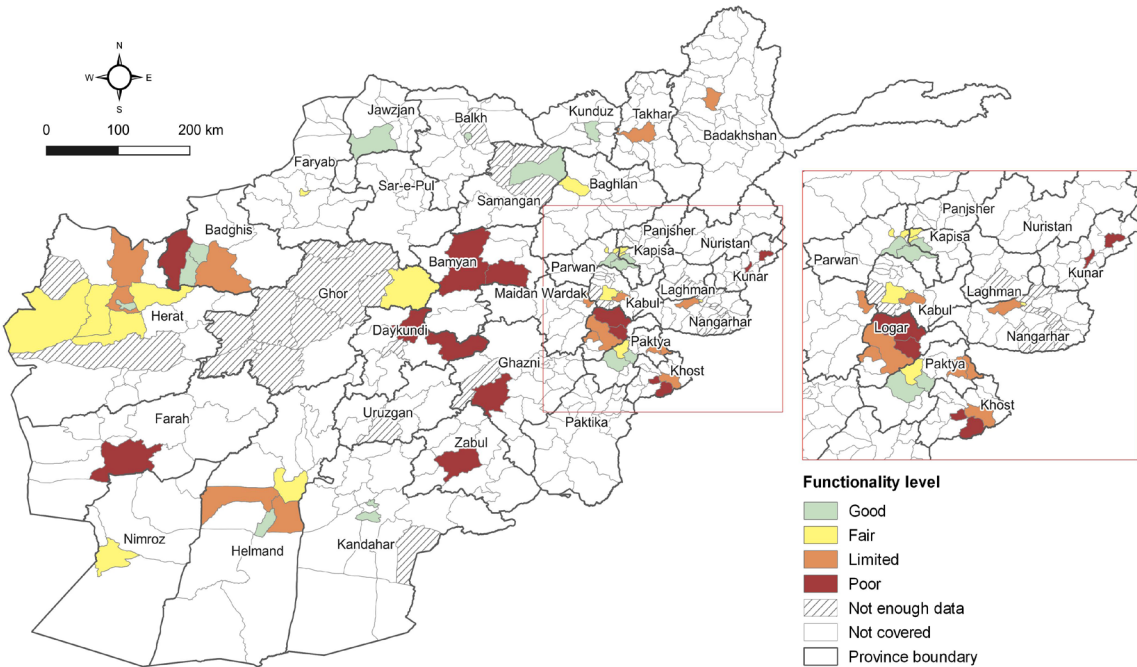 N
W E
S
0 100 200 km
Jawzjan
Balkh
Kunduz
Takhar
Badakhshan
Faryab
Sar-e-Pul
Samangan
Baghlan
Badghis
Panjsher
Kapisa
Nuristan
Bamyan
Parwan
Kunar
Ghor
Maidan Wardak
Laghman
Kabul
Herat
Nangarhar
Daykundi
Paktya
Ghazni
Khost
Uruzgan
Farah
Paktika
Zabul
Nimroz
Helmand
Kandahar
Panjsher
Kapisa
Nuristan
Parwan
Kunar
Laghman
Kabul
Logar
Nangarhar
Paktya
Khost
Functionality level
Good
Fair
Limited
Poor
Not enough data
Not covered
Province boundary